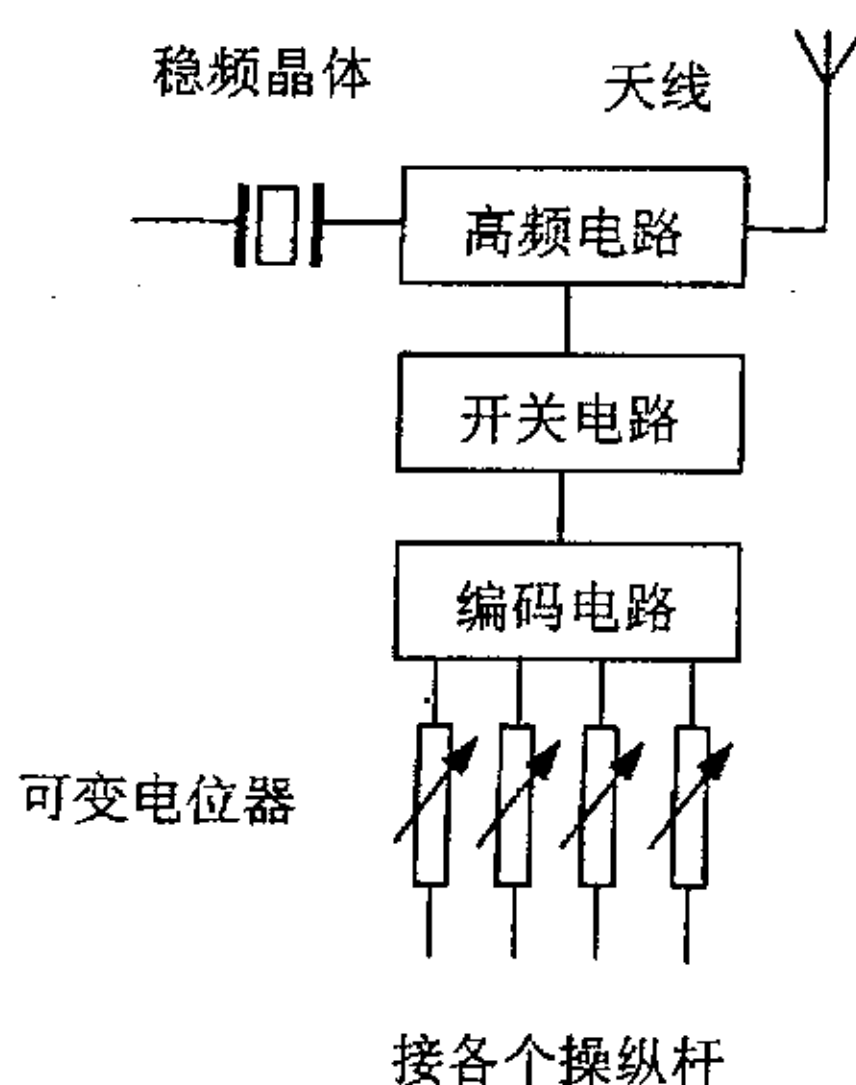 稳频晶体
天线
高频电路
开关电路
编码电路
可变电位器
接各个操纵杆